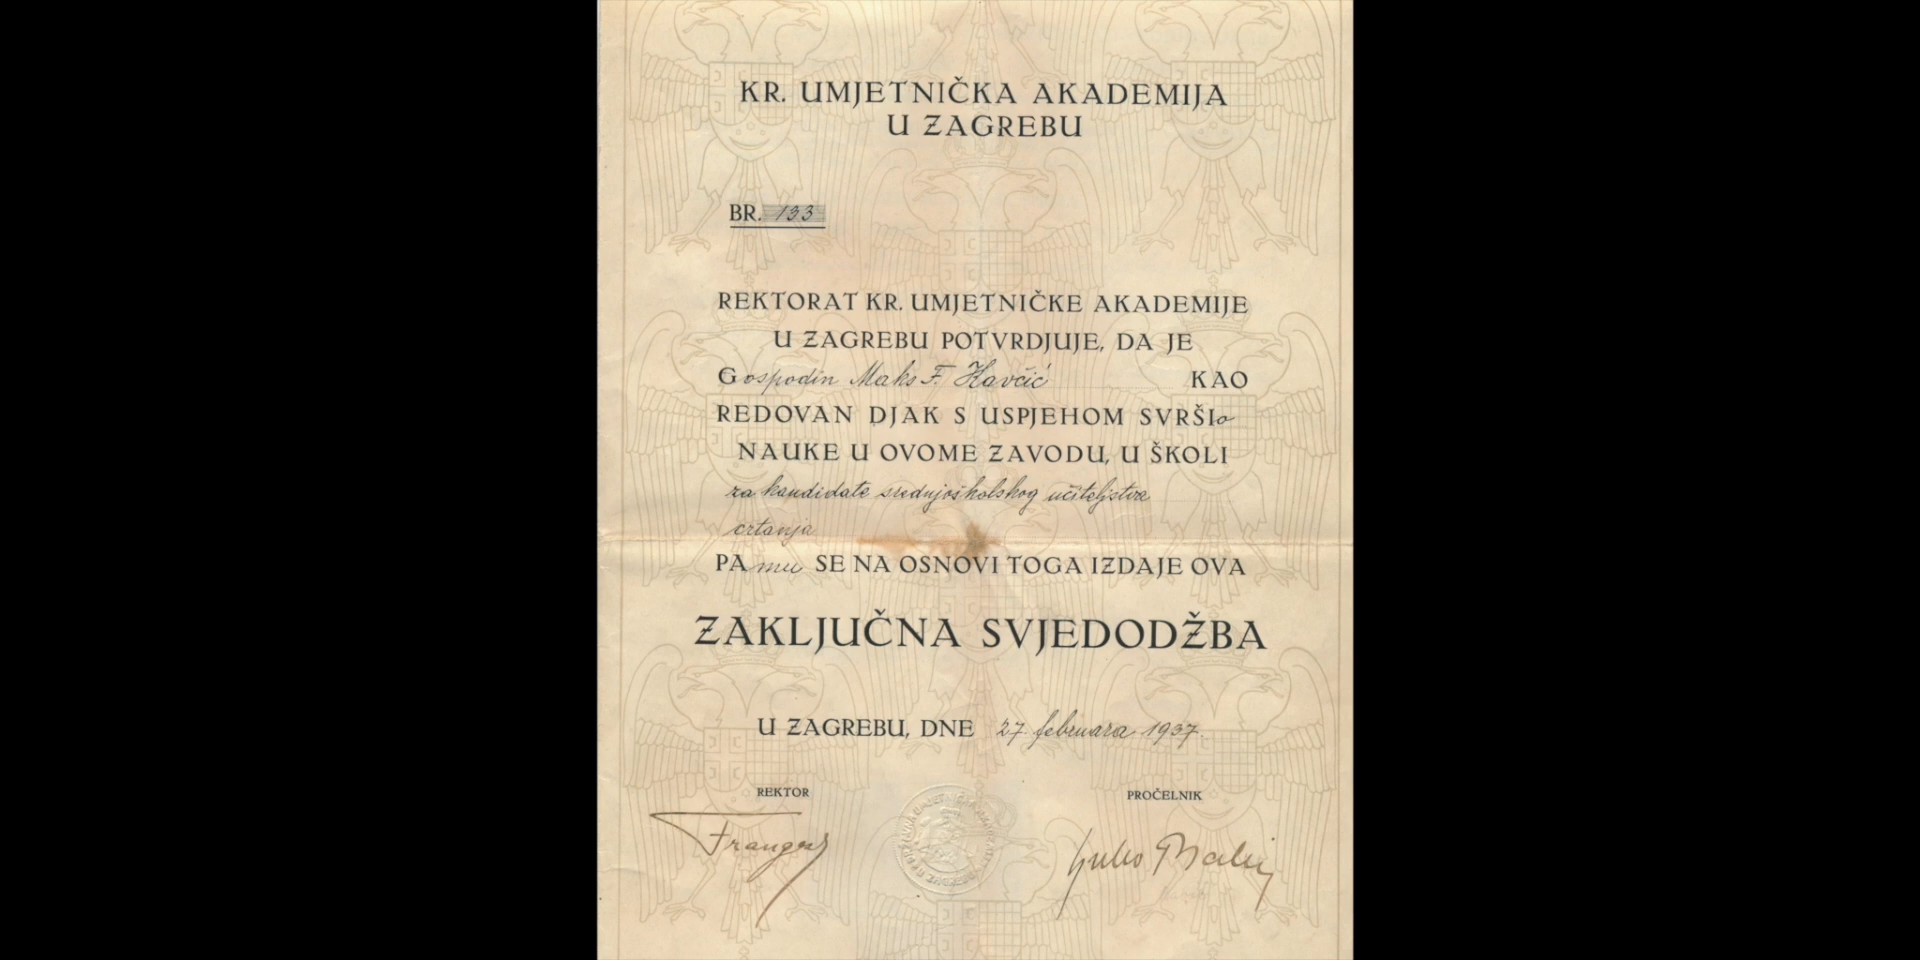 KR. UMJETNIČKA AKADEMIJA
U ZAGREBU
BR. 133
REKTORAT KR. UMJETNIČKE AKADEMIJE
U ZAGREBU POTVRDJUJE, DA JE
Gospodin Maks F. Kavčić KAO
REDOVAN DJAK S USPJEHOM SVRŠIo
NAUKE U OVOME ZAVODU, U ŠKOLI
za kandidate srednjoškolskog učiteljstva
crtanja
PA mu SE NA OSNOVI TOGA IZDAJE OVA
ZAKLJUČNA SVJEDODŽBA
U ZAGREBU, DNE 27. februara 1937.
REKTOR
PROČELNIK
Frangeš